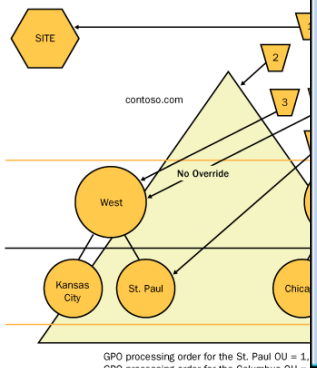 SITE
2
contoso.com
3
No Override
West
Kansas
City
St. Paul
GPO processing order for the St. Paul OU = 1,